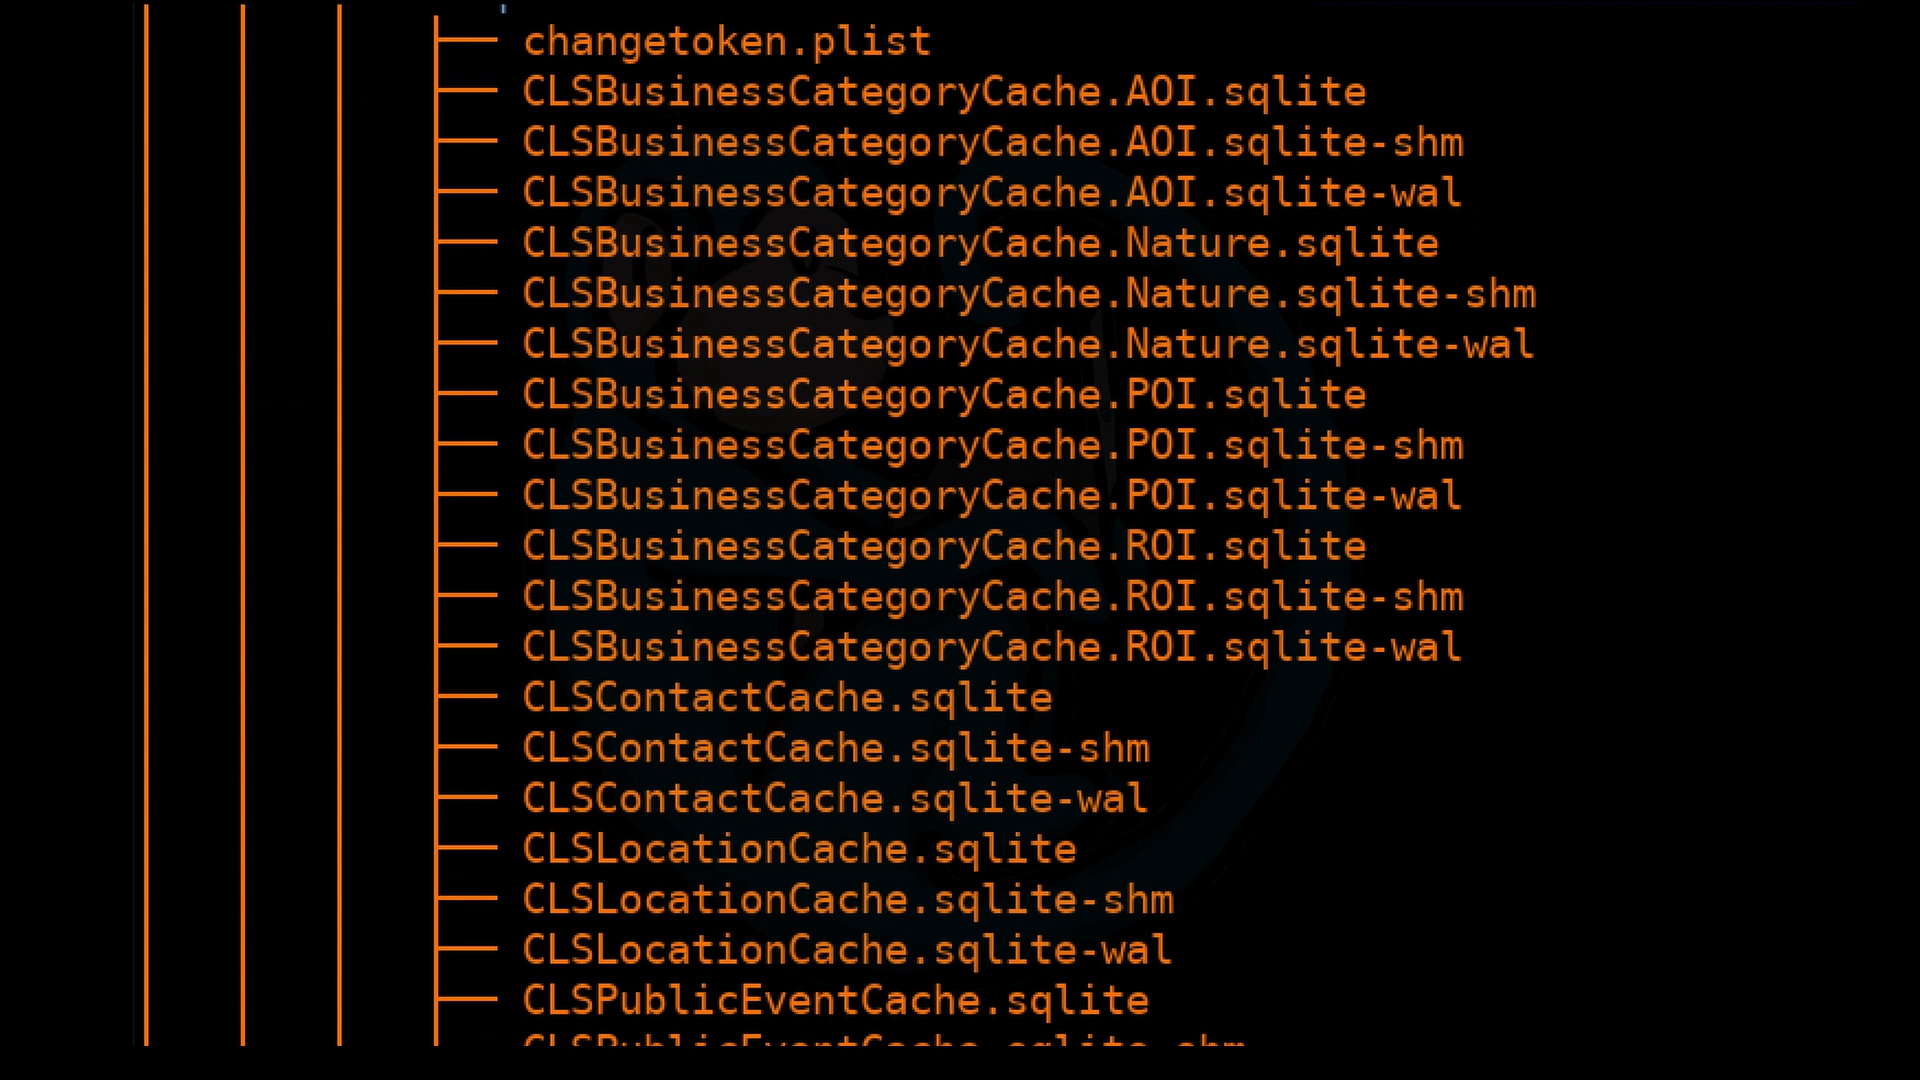 changetoken.plist
CLSBusinessCategoryCache.AOI.sqlite
CLSBusinessCategoryCache.AOI.sqlite-shm
CLSBusinessCategoryCache.AOI.sqlite-wal
CLSBusinessCategoryCache.Nature.sqlite
CLSBusinessCategoryCache.Nature.sqlite-shm
CLSBusinessCategoryCache.Nature.sqlite-wal
CLSBusinessCategoryCache.POI.sqlite
CLSBusinessCategoryCache.POI.sqlite-shm
CLSBusinessCategoryCache.POI.sqlite-wal
CLSBusinessCategoryCache.ROI.sqlite
CLSBusinessCategoryCache.ROI.sqlite-shm
CLSBusinessCategoryCache.ROI.sqlite-wal
CLSContactCache.sqlite
CLSContactCache.sqlite-shm
CLSContactCache.sqlite-wal
CLSLocationCache.sqlite
CLSLocationCache.sqlite-shm
CLSLocationCache.sqlite-wal
CLSPublicEventCache.sqlite
CLSPublicEventCache.sqlite-shm